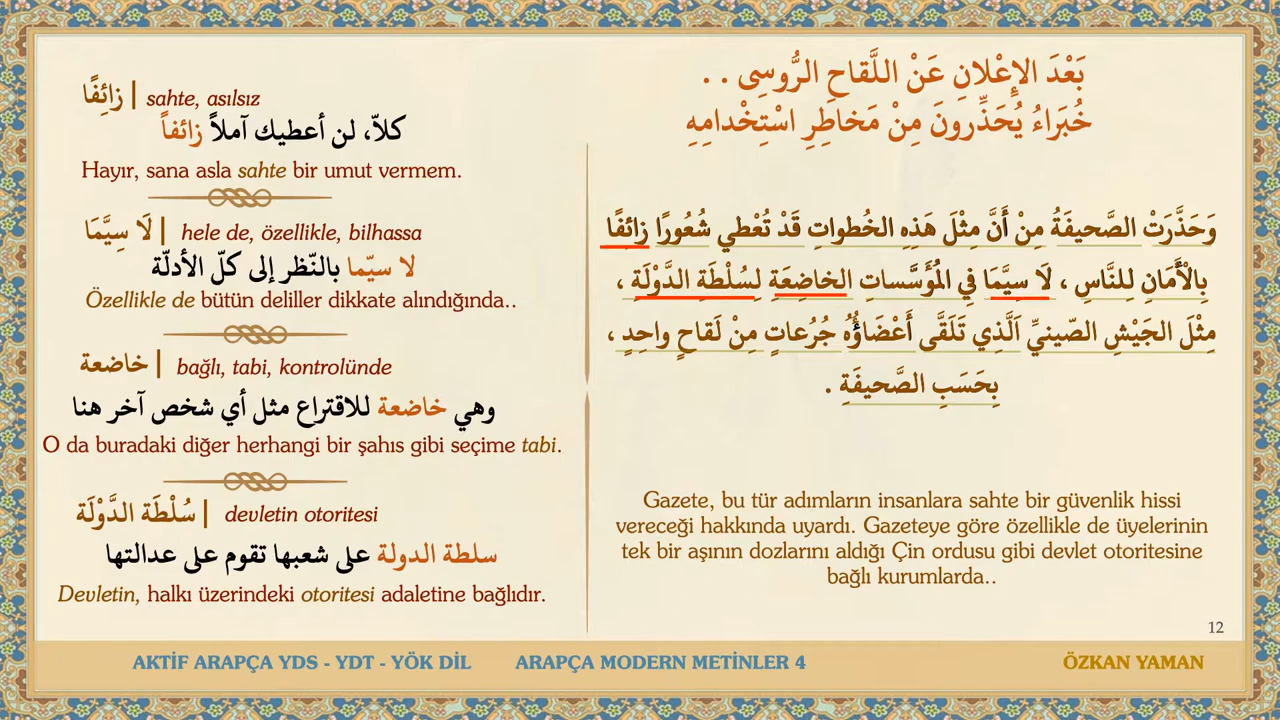 زائِفًا | sahte, asılsız
كلاّ، لن أعطيك آملاً زائفاً
Hayır, sana asla sahte bir umut vermem.
لَا سِيَّمَا | hele de, özellikle, bilhassa
لا سيّما بالنّظر إلى كلّ الأدلّة
Özellikle de bütün deliller dikkate alındığında..
خاضعة | bağlı, tabi, kontrolünde
وهي خاضعة للاقتراع مثل أي شخص آخر هنا
O da buradaki diğer herhangi bir şahıs gibi seçime tabi.
سُلْطَة الدَّوْلَة | devletin otoritesi
سلطة الدولة على شعبها تقوم على عدالتها
Devletin, halkı üzerindeki otoritesi adaletine bağlıdır.
بَعْدَ الإِعْلانِ عَنْ اللَّقاحِ الرُّوسِى . .
خُبَراءُ يُحَذِّرونَ مِنْ مَخاطِرِ اسْتِخْدامِهِ
وَحَذَّرَتْ الصَّحيفَةُ مِنْ أَنَّ مِثْلَ هَذِهِ الخُطواتِ قَدْ تُعْطي شُعُورًا زائِفًا
بِالْأَمَانِ لِلنَّاسِ ، لَا سِيَّمَا فِي الْمُؤَسَّساتِ الخاضِعَةِ لِسُلْطَةِ الدَّوْلَةِ ،
مِثْلَ الجَيْشِ الصّينيِّ اَلَّذِي تَلَقَّى أَعْضَاؤُهُ جُرُعاتٍ مِنْ لَقاحٍ واحِدٍ ،
بِحَسَبِ الصَّحيفَةِ .
Gazete, bu tür adımların insanlara sahte bir güvenlik hissi
vereceği hakkında uyardı. Gazeteye göre özellikle de üyelerinin
tek bir aşının dozlarını aldığı Çin ordusu gibi devlet otoritesine
bağlı kurumlarda..
12
AKTİF ARAPÇA YDS - YDT - YÖK DİL ARAPÇA MODERN METİNLER 4 ÖZKAN YAMAN